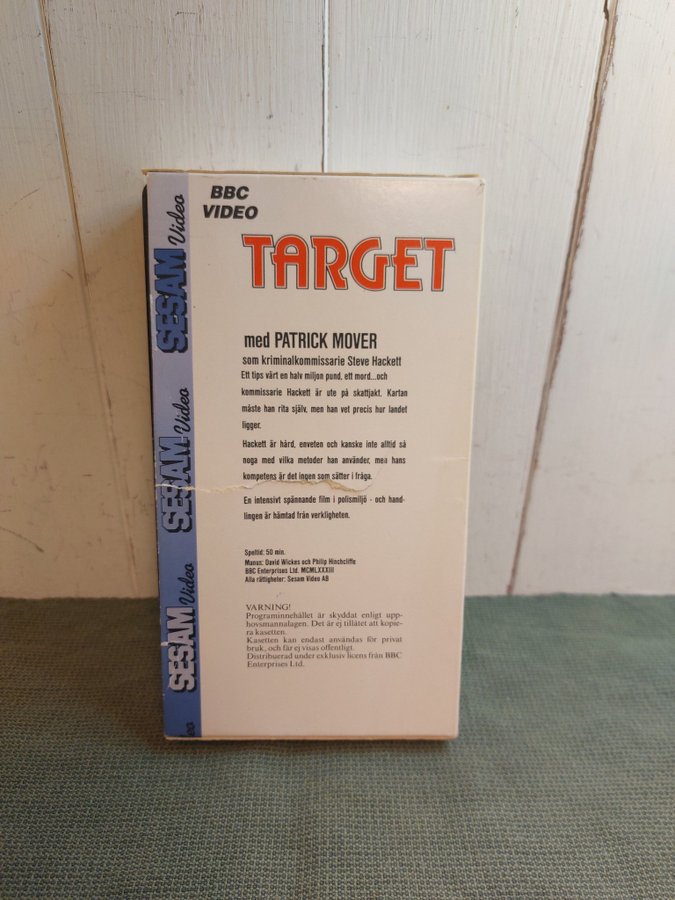 BBC
VIDEO
TARGET
med PATRICK MOVER
som kriminalkommissarie Steve Hackett
Ett tips värt en halv miljon pund, ett mord...och
kommissarie Hackett är ute på skattjakt. Kartan
måste han rita själv, men han vet precis hur landet
ligger.
Hackett är hård, enveten och kanske inte alltid så
noga med vilka metoder han använder, men hans
kompetens är det ingen som sätter i fråga.
En intensivt spännande film i polismiljö - och hand-
lingen är hämtad från verkligheten.
Speltid: 50 min.
Manus: David Wickes och Philip Hinchcliffe
BBC Enterprises Ltd. MCMLXXXIII
Alla rättigheter: Sesam Video AB
VARNING!
Programinnehållet är skyddat enligt upp-
hovsmannalagen. Det är ej tillåtet att kopie-
ra kasetten.
Kasetten kan endast användas för privat
bruk, och får ej visas offentligt.
Distribuerad under exklusiv licens från BBC
Enterprises Ltd.
SESAM Video
SESAM Video
SESAM Video
eo